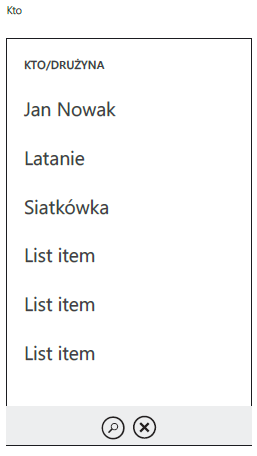 Kto
KTO/DRUŻYNA
Jan Nowak
Latanie
Siatkówka
List item
List item
List item